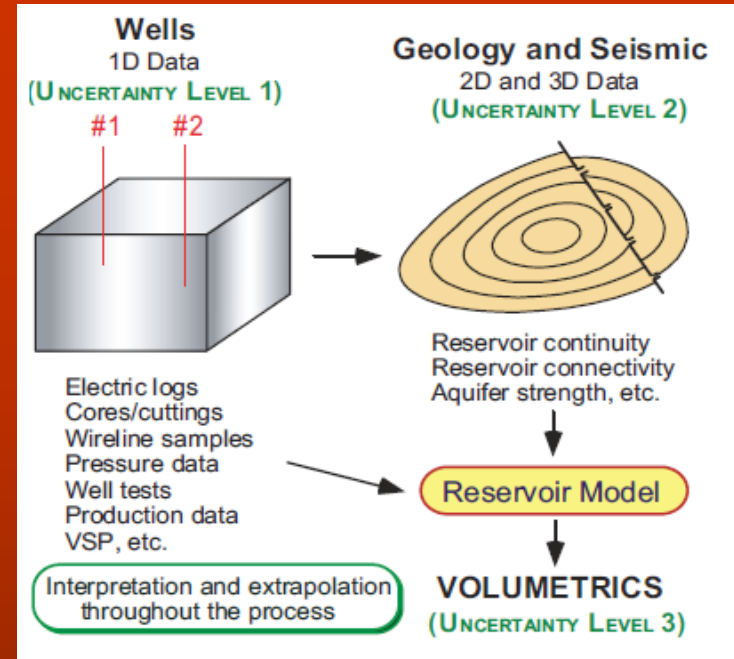 Wells
1D Data
(UNCERTAINTY LEVEL 1)
#1 #2
Geology and Seismic
2D and 3D Data
(UNCERTAINTY LEVEL 2)
Electric logs
Cores/cuttings
Wireline samples
Pressure data
Well tests
Production data
VSP, etc.
Reservoir continuity
Reservoir connectivity
Aquifer strength, etc.
Reservoir Model
Interpretation and extrapolation
throughout the process
VOLUMETRICS
(UNCERTAINTY LEVEL 3)